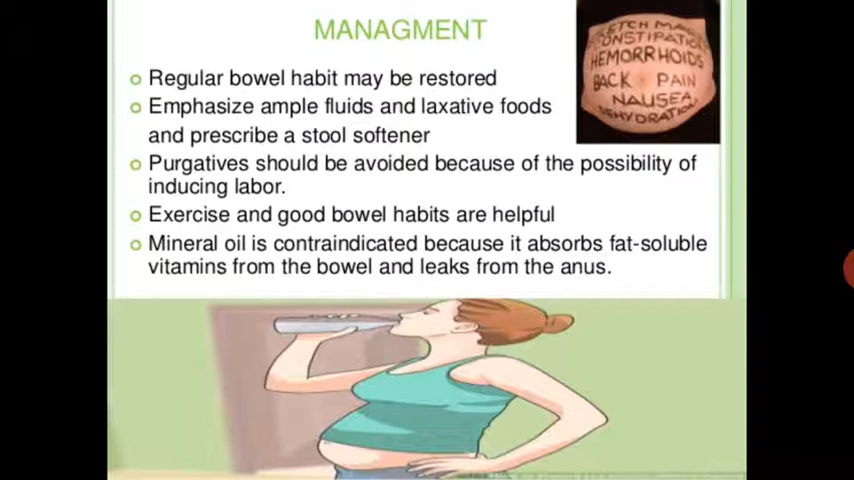 MANAGMENT
Regular bowel habit may be restored
Emphasize ample fluids and laxative foods
and prescribe a stool softener
Purgatives should be avoided because of the possibility of
inducing labor.
Exercise and good bowel habits are helpful
Mineral oil is contraindicated because it absorbs fat-soluble
vitamins from the bowel and leaks from the anus.
HEMORRHOIDS
BACK PAIN
NAUSEA